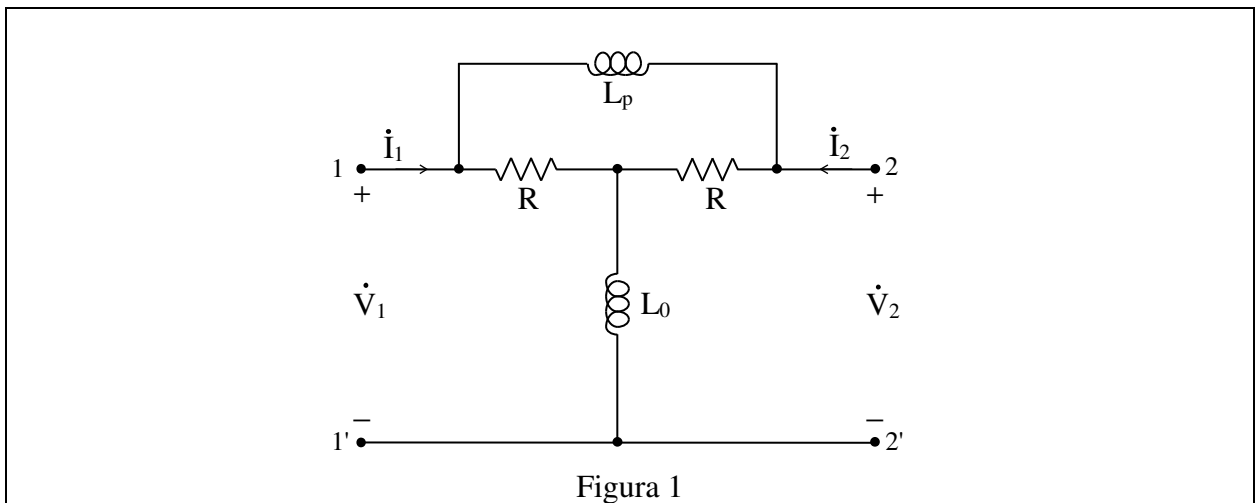 Lₚ
İ₁
İ₂
1
2
+
R
R
+
V̇₁
L₀
V̇₂
−
−
1'
2'
Figura 1